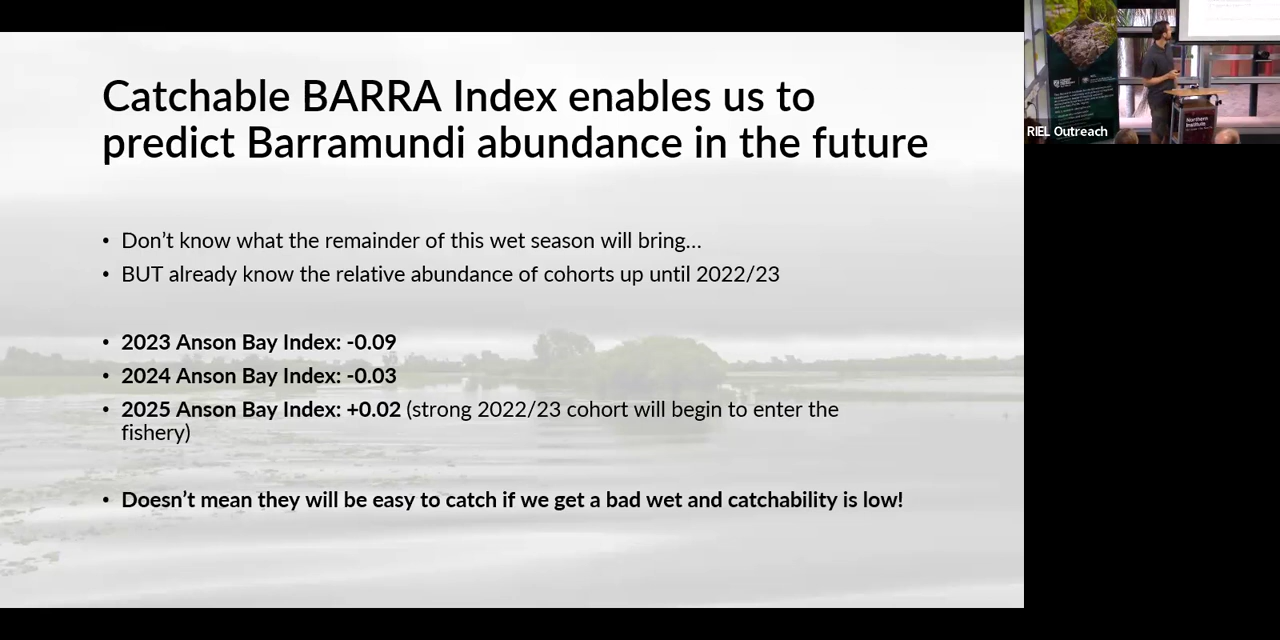 Catchable BARRA Index enables us to
predict Barramundi abundance in the future
• Don’t know what the remainder of this wet season will bring…
• BUT already know the relative abundance of cohorts up until 2022/23
• 2023 Anson Bay Index: -0.09
• 2024 Anson Bay Index: -0.03
• 2025 Anson Bay Index: +0.02 (strong 2022/23 cohort will begin to enter the
fishery)
• Doesn’t mean they will be easy to catch if we get a bad wet and catchability is low!
RIEL Outreach
Northern
Institute